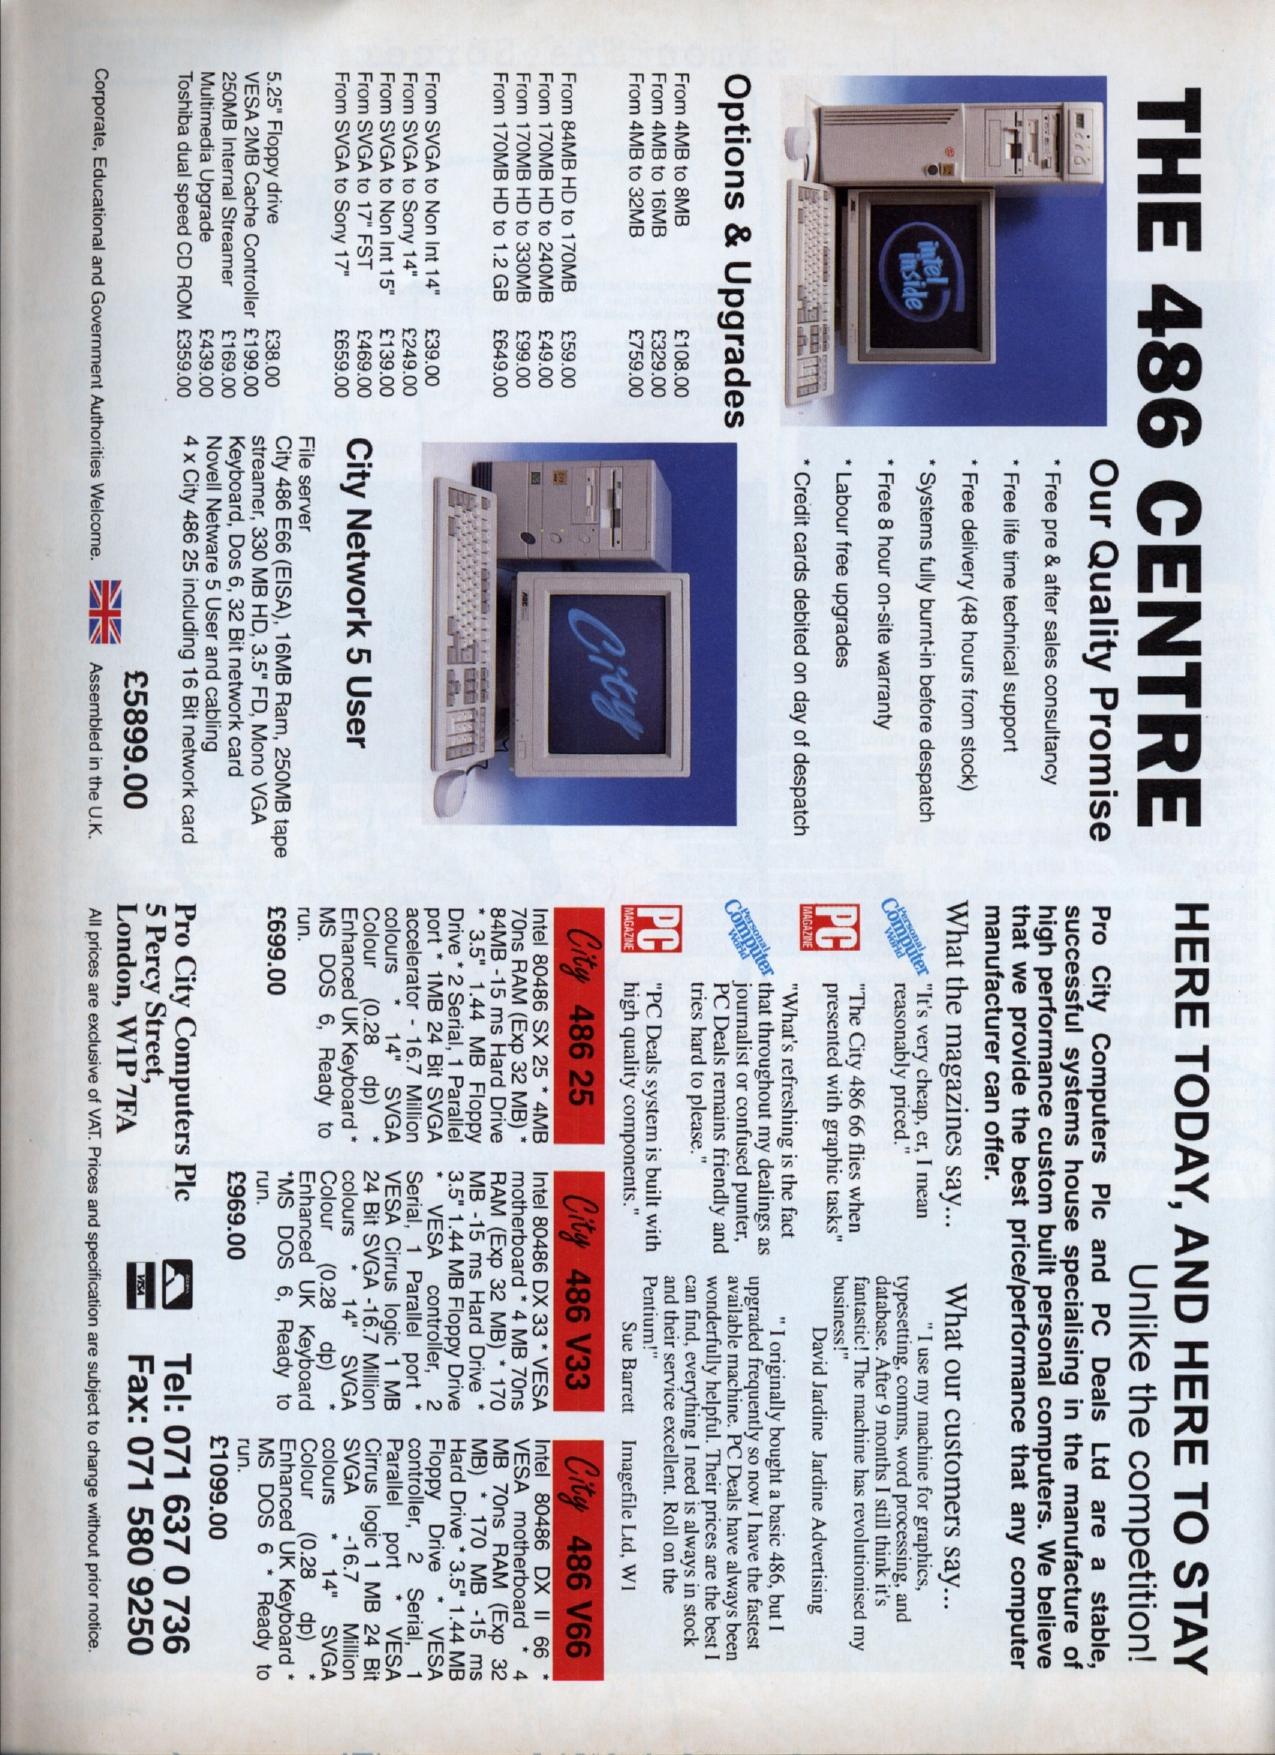 THE 486 CENTRE
Our Quality Promise
* Free pre & after sales consultancy
* Free life time technical support
* Free delivery (48 hours from stock)
* Systems fully burnt-in before despatch
* Free 8 hour on-site warranty
* Labour free upgrades
* Credit cards debited on day of despatch
intel
inside
Options & Upgrades
From 4MB to 8MB £108.00
From 4MB to 16MB £329.00
From 4MB to 32MB £759.00
From 84MB HD to 170MB £59.00
From 170MB HD to 240MB £49.00
From 170MB HD to 330MB £99.00
From 170MB HD to 1.2 GB £649.00
From SVGA to Non Int 14" £39.00
From SVGA to Sony 14" £249.00
From SVGA to Non Int 15" £139.00
From SVGA to 17" FST £469.00
From SVGA to Sony 17" £659.00
5.25" Floppy drive £38.00
VESA 2MB Cache Controller £199.00
250MB Internal Streamer £169.00
Multimedia Upgrade £439.00
Toshiba dual speed CD ROM £359.00
City
City Network 5 User
File server
City 486 E66 (EISA), 16MB Ram, 250MB tape
streamer, 330 MB HD, 3.5" FD, Mono VGA
Keyboard, Dos 6, 32 Bit network card
Novell Netware 5 User and cabling
4 x City 486 25 including 16 Bit network card
£5899.00
Corporate, Educational and Government Authorities Welcome.
Assembled in the U.K.
HERE TODAY, AND HERE TO STAY
Unlike the competition!
Pro City Computers Plc and PC Deals Ltd are a stable,
successful systems house specialising in the manufacture of
high performance custom built personal computers. We believe
that we provide the best price/performance that any computer
manufacturer can offer.
What the magazines say...
Personal
Computer
World
"It's very cheap, er, I mean
reasonably priced."
PC
MAGAZINE
"The City 486 66 flies when
presented with graphic tasks"
Personal
Computer
World
"What's refreshing is the fact
that throughout my dealings as
journalist or confused punter,
PC Deals remains friendly and
tries hard to please."
PC
MAGAZINE
"PC Deals system is built with
high quality components."
What our customers say...
" I use my machine for graphics,
typesetting, comms, word processing, and
database. After 9 months I still think it's
fantastic! The machine has revolutionised my
business!"
David Jardine Jardine Advertising
" I originally bought a basic 486, but I
upgraded frequently so now I have the fastest
available machine. PC Deals have always been
wonderfully helpful. Their prices are the best I
can find, everything I need is always in stock
and their service excellent. Roll on the
Pentium!"
Sue Barrett Imagefile Ltd, W1
City 486 25
Intel 80486 SX 25 * 4MB
70ns RAM (Exp 32 MB) *
84MB -15 ms Hard Drive
* 3.5" 1.44 MB Floppy
Drive * 2 Serial, 1 Parallel
port * 1MB 24 Bit SVGA
accelerator - 16.7 Million
colours * 14" SVGA
Colour (0.28 dp) *
Enhanced UK Keyboard *
MS DOS 6, Ready to
run.
£699.00
City 486 V33
Intel 80486 DX 33 * VESA
motherboard * 4 MB 70ns
RAM (Exp 32 MB) * 170
MB -15 ms Hard Drive *
3.5" 1.44 MB Floppy Drive
* VESA controller, 2
Serial, 1 Parallel port *
VESA Cirrus logic 1 MB
24 Bit SVGA -16.7 Million
colours * 14" SVGA
Colour (0.28 dp) *
Enhanced UK Keyboard
*MS DOS 6, Ready to
run.
£969.00
City 486 V66
Intel 80486 DX II 66 *
VESA motherboard * 4
MB 70ns RAM (Exp 32
MB) * 170 MB -15 ms
Hard Drive * 3.5" 1.44 MB
Floppy Drive * VESA
controller, 2 Serial, 1
Parallel port * VESA
Cirrus logic 1 MB 24 Bit
SVGA -16.7 Million
colours * 14" SVGA
Colour (0.28 dp) *
Enhanced UK Keyboard *
MS DOS 6 * Ready to
run.
£1099.00
Pro City Computers Plc
5 Percy Street,
London, W1P 7FA
VISA
Tel: 071 637 0 736
Fax: 071 580 9250
All prices are exclusive of VAT. Prices and specification are subject to change without prior notice.